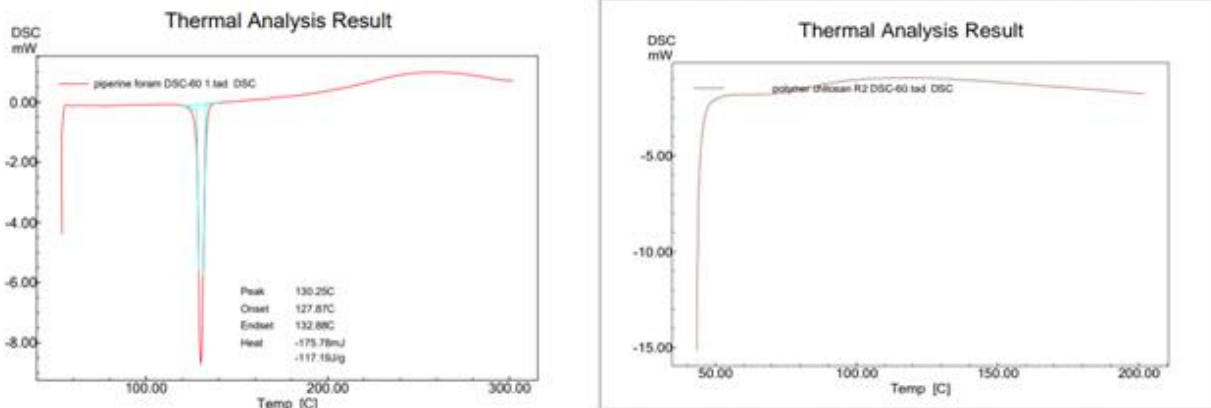 Thermal Analysis Result
DSC
mW
piperine foram DSC-60 1.tad DSC
0.00
-2.00
-4.00
-6.00
-8.00
Peak 130.25C
Onset 127.87C
Endset 132.88C
Heat -175.78mJ
-117.19J/g
100.00 200.00 300.00
Temp [C]
Thermal Analysis Result
DSC
mW
polymer chitosan R2 DSC-60.tad DSC
-5.00
-10.00
-15.00
50.00 100.00 150.00 200.00
Temp [C]